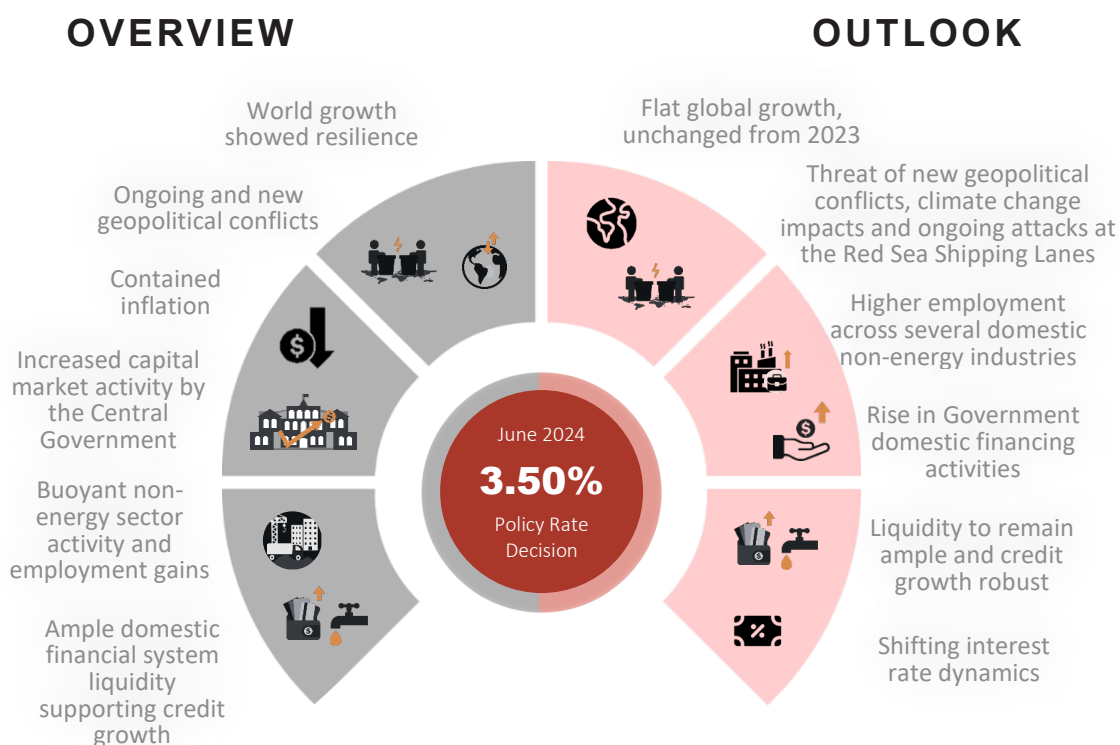 OVERVIEW
World growth
showed resilience
Ongoing and new
geopolitical conflicts
Contained
inflation
Increased capital
market activity by
the Central
Government
Buoyant non-
energy sector
activity and
employment gains
Ample domestic
financial system
liquidity
supporting credit
growth
June 2024
3.50%
Policy Rate
Decision
OUTLOOK
Flat global growth,
unchanged from 2023
Threat of new geopolitical
conflicts, climate change
impacts and ongoing attacks at
the Red Sea Shipping Lanes
Higher employment
across several domestic
non-energy industries
Rise in Government
domestic financing
activities
Liquidity to remain
ample and credit
growth robust
Shifting interest
rate dynamics